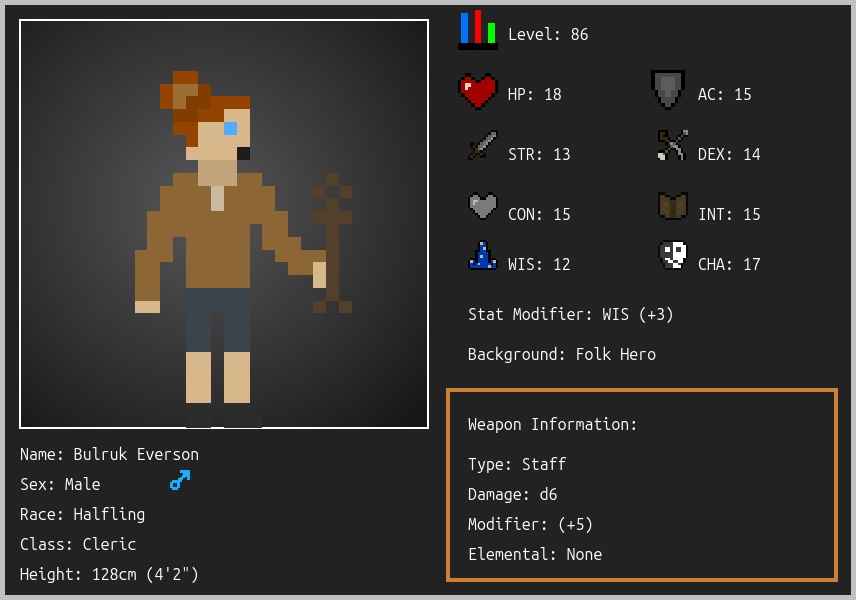 Level: 86
HP: 18
AC: 15
STR: 13
DEX: 14
CON: 15
INT: 15
WIS: 12
CHA: 17
Stat Modifier: WIS (+3)
Background: Folk Hero
Weapon Information:
Type: Staff
Damage: d6
Modifier: (+5)
Elemental: None
Name: Bulruk Everson
Sex: Male
Race: Halfling
Class: Cleric
Height: 128cm (4'2")